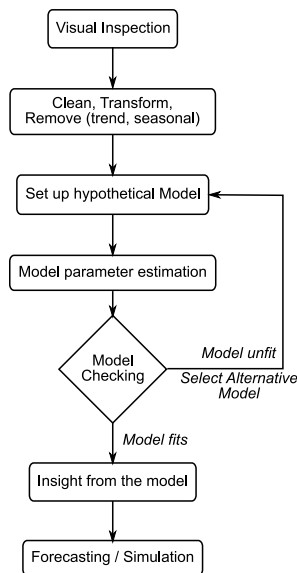 Visual Inspection
Clean, Transform,
Remove (trend, seasonal)
Set up hypothetical Model
Model parameter estimation
Model
Checking
Model unfit
Select Alternative
Model
Model fits
Insight from the model
Forecasting / Simulation